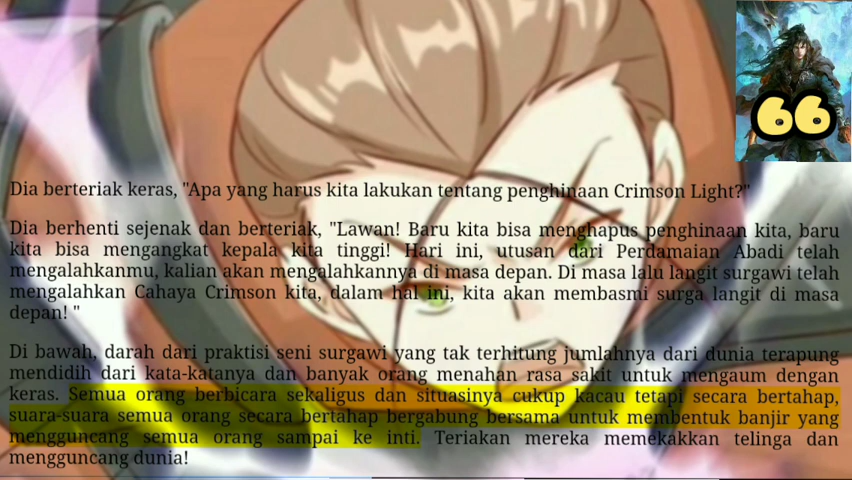 66
Dia berteriak keras, "Apa yang harus kita lakukan tentang penghinaan Crimson Light?"
Dia berhenti sejenak dan berteriak, "Lawan! Baru kita bisa menghapus penghinaan kita, baru
kita bisa mengangkat kepala kita tinggi! Hari ini, utusan dari Perdamaian Abadi telah
mengalahkanmu, kalian akan mengalahkannya di masa depan. Di masa lalu langit surgawi telah
mengalahkan Cahaya Crimson kita, dalam hal ini, kita akan membasmi surga langit di masa
depan! "
Di bawah, darah dari praktisi seni surgawi yang tak terhitung jumlahnya dari dunia terapung
mendidih dari kata-katanya dan banyak orang menahan rasa sakit untuk mengaum dengan
keras. Semua orang berbicara sekaligus dan situasinya cukup kacau tetapi secara bertahap,
suara-suara semua orang secara bertahap bergabung bersama untuk membentuk banjir yang
mengguncang semua orang sampai ke inti. Teriakan mereka memekakkan telinga dan
mengguncang dunia!